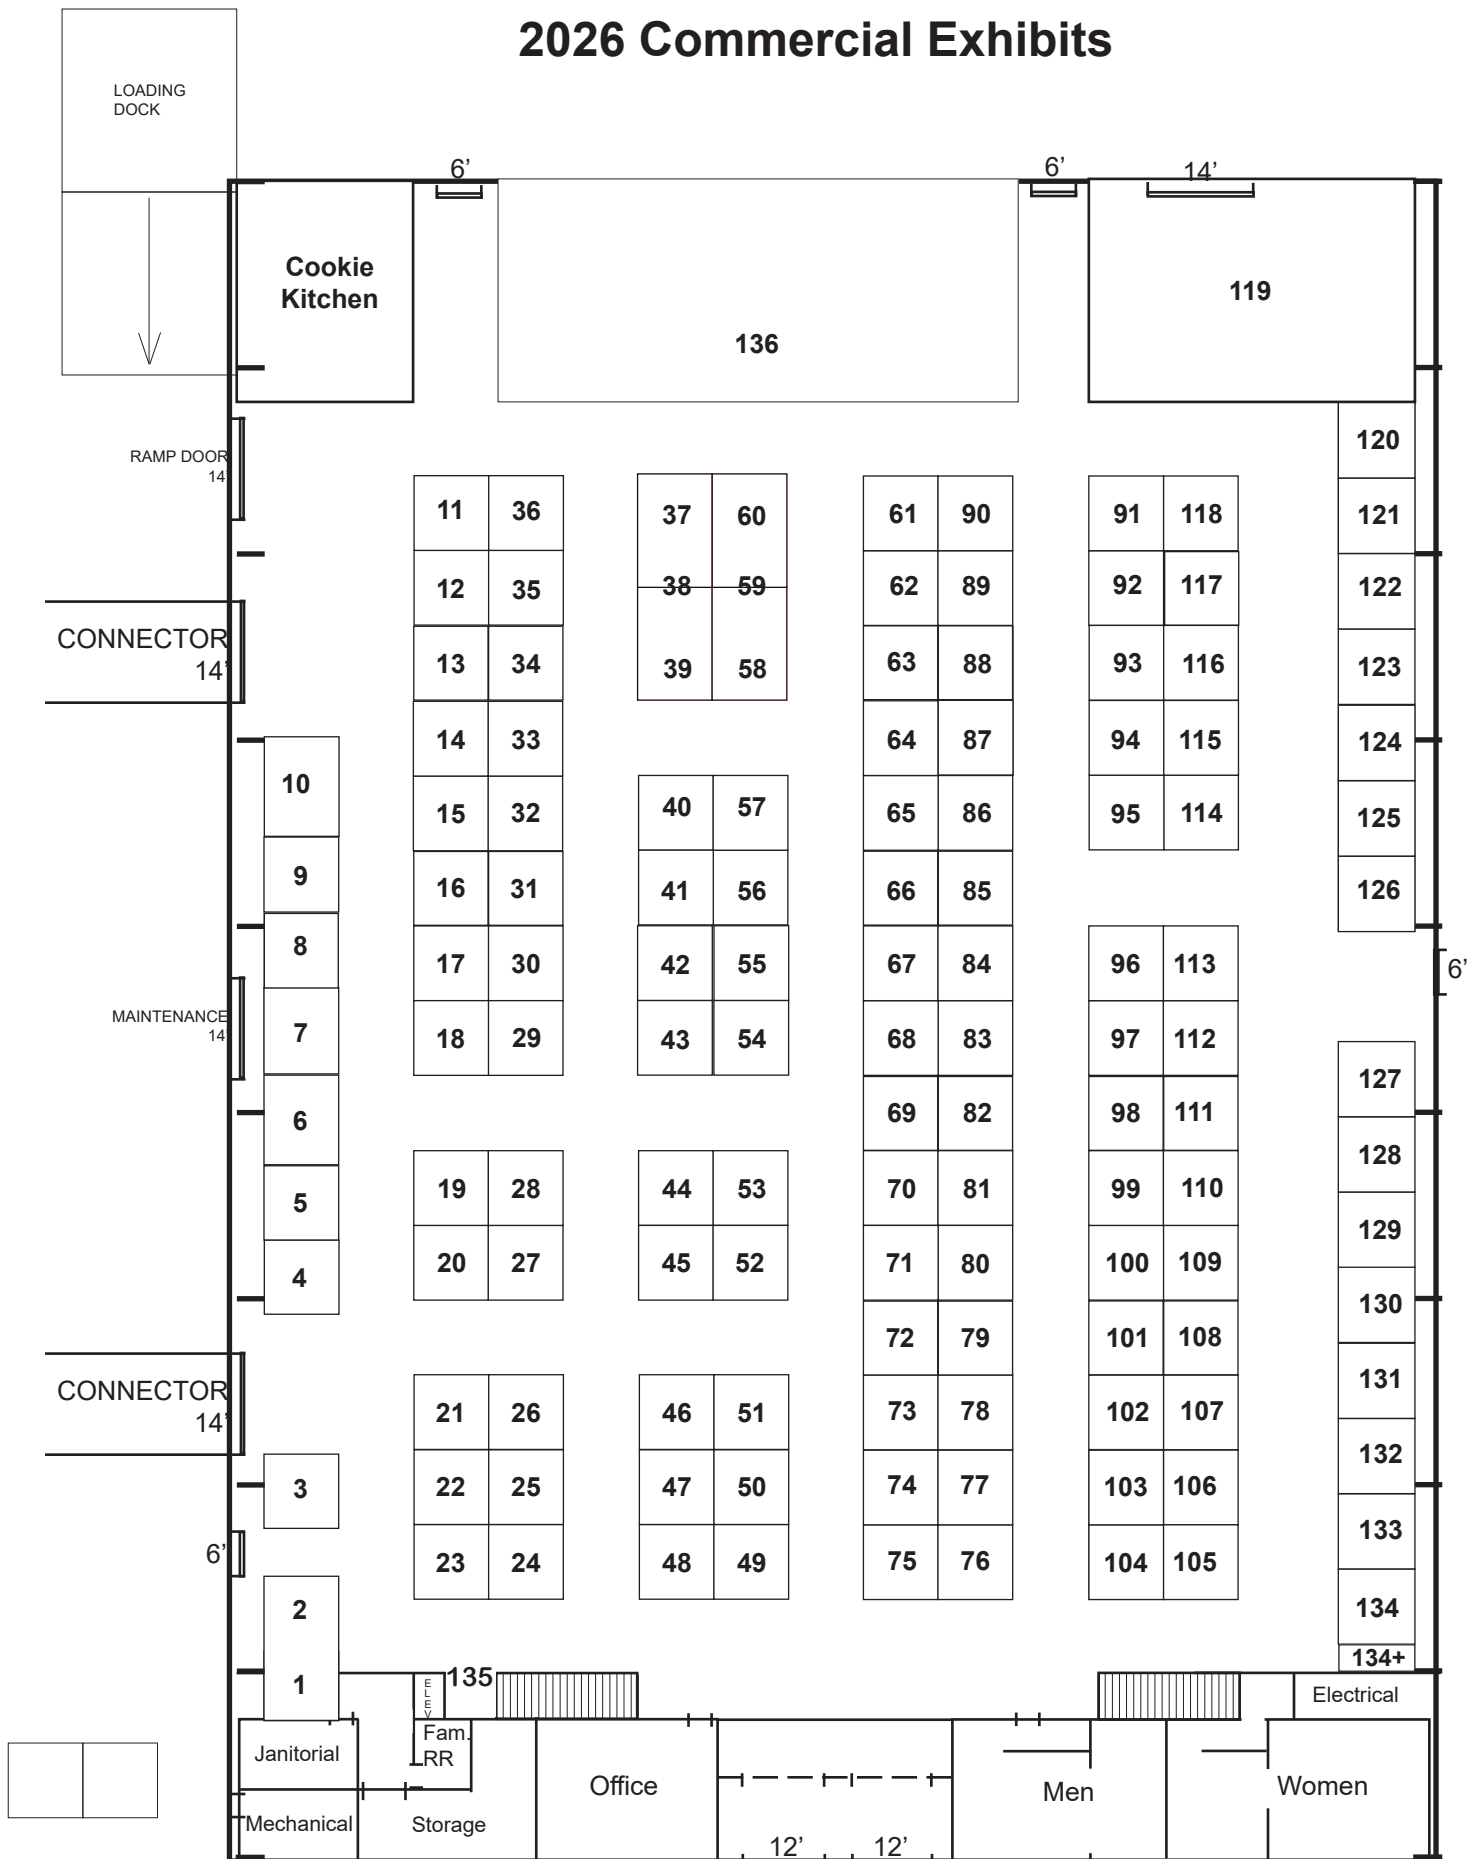 2026 Commercial Exhibits
LOADING
DOCK
6’
6’
14’
Cookie
Kitchen
136
119
RAMP DOOR
14’
120
11 36 37 60 61 90 91 118 121
12 35 38 59 62 89 92 117 122
CONNECTOR
14’
13 34 39 58 63 88 93 116 123
14 33 64 87 94 115 124
10
15 32 40 57 65 86 95 114 125
9
16 31 41 56 66 85 126
8
17 30 42 55 67 84 96 113
6’
MAINTENANCE
14’
7
18 29 43 54 68 83 97 112
127
6
69 82 98 111
128
5
19 28 44 53 70 81 99 110
129
4
20 27 45 52 71 80 100 109
130
72 79 101 108
CONNECTOR
14’
131
21 26 46 51 73 78 102 107
132
3
22 25 47 50 74 77 103 106
133
6’
23 24 48 49 75 76 104 105
2
134
134+
1
135
ELEV
Electrical
Fam.
RR
Janitorial
Office
Men
Women
Mechanical
Storage
12’
12’